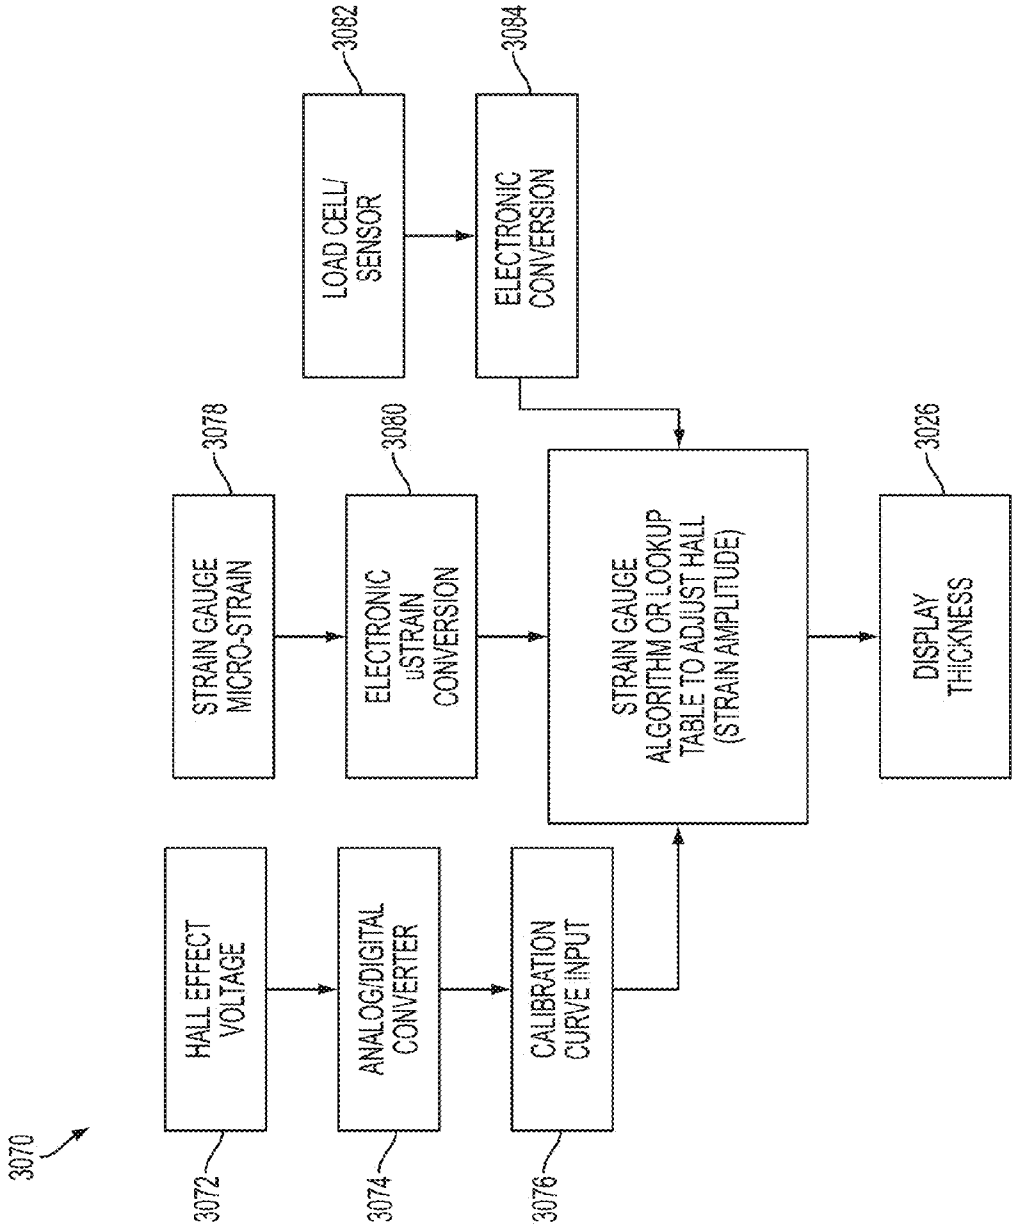 3070
3072
HALL EFFECT
VOLTAGE
3074
ANALOG/DIGITAL
CONVERTER
3076
CALIBRATION
CURVE INPUT
3078
STRAIN GAUGE
MICRO-STRAIN
3080
ELECTRONIC
uSTRAIN
CONVERSION
3082
LOAD CELL/
SENSOR
3084
ELECTRONIC
CONVERSION
STRAIN GAUGE
ALGORITHM OR LOOKUP
TABLE TO ADJUST HALL
(STRAIN AMPLITUDE)
3026
DISPLAY
THICKNESS